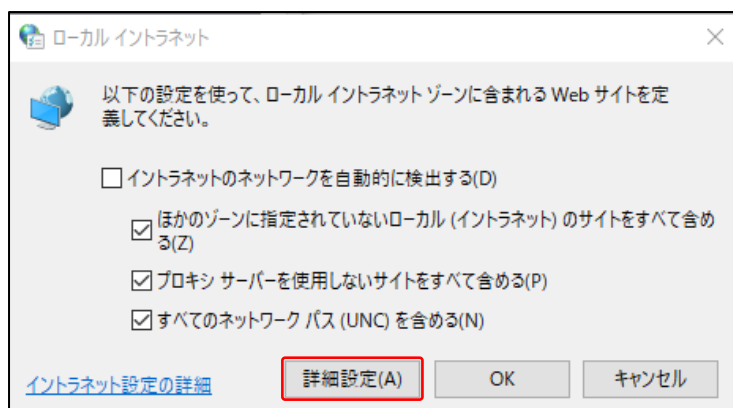 ローカル イントラネット
以下の設定を使って、ローカル イントラネット ゾーンに含まれる Web サイトを定
義してください。
イントラネットのネットワークを自動的に検出する(D)
ほかのゾーンに指定されていないローカル (イントラネット) のサイトをすべて含め
る(Z)
プロキシ サーバーを使用しないサイトをすべて含める(P)
すべてのネットワーク パス (UNC) を含める(N)
イントラネット設定の詳細
詳細設定(A)
OK
キャンセル